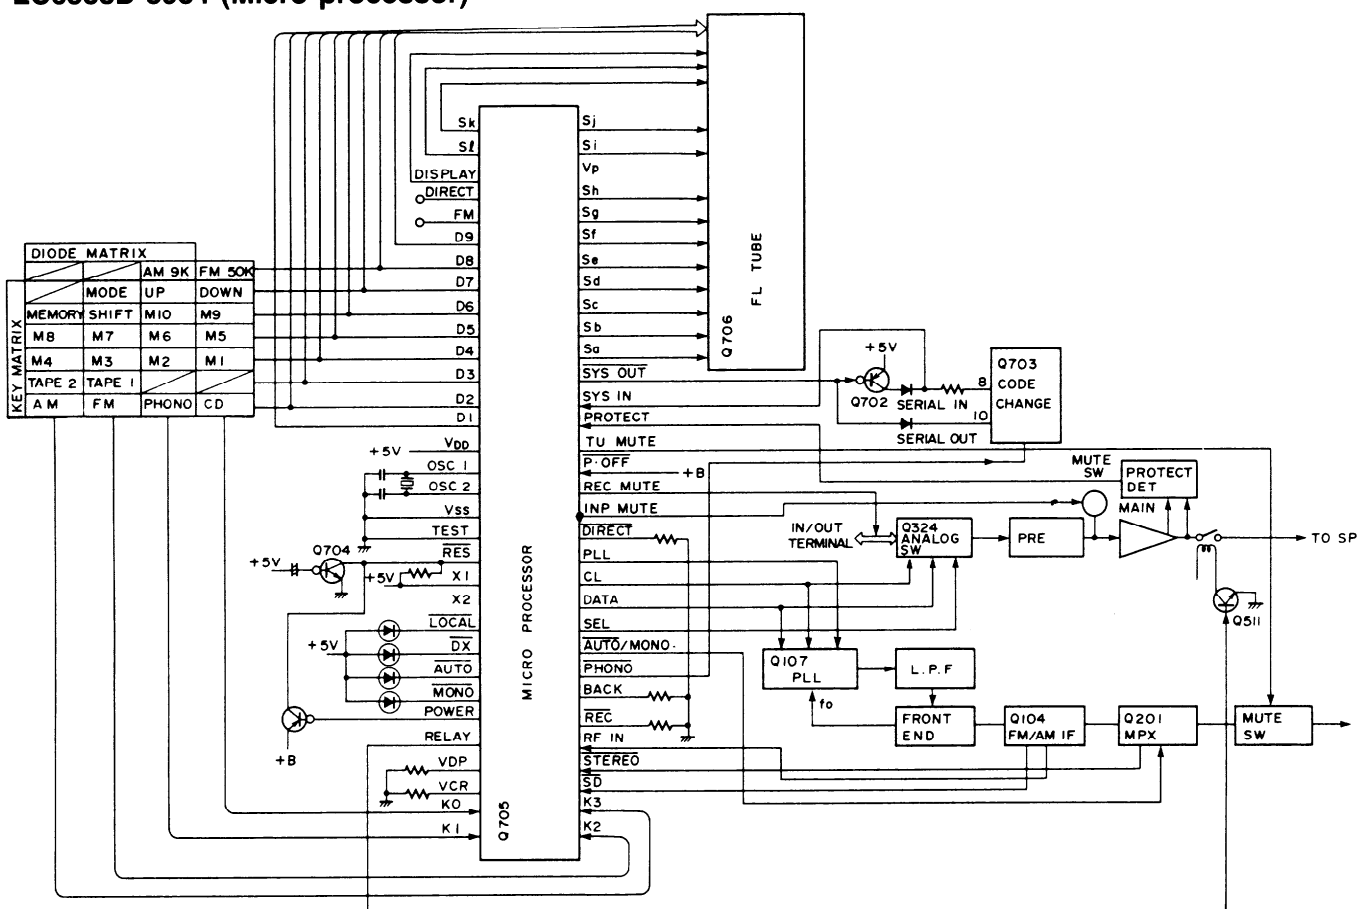 (Micro processor)
DIODE MATRIX
AM 9K FM 50K
MODE UP DOWN
MEMORY SHIFT M10 M9
M8 M7 M6 M5
M4 M3 M2 M1
TAPE 2 TAPE 1
AM FM PHONO CD
KEY MATRIX
Sk
Sℓ
DISPLAY
DIRECT
FM
D9
D8
D7
D6
D5
D4
D3
D2
D1
+5V VDD
OSC 1
OSC 2
Vss
TEST
Q704
RES
+5V
+5V X1
X2
LOCAL
+5V DX
AUTO
MONO
POWER
RELAY
+B
VDP
VCR
K0
K1
MICRO PROCESSOR
Q705
Sj
Si
Vp
Sh
Sg
Sf
Se
Sd
Sc
Sb
Sa
SYS OUT
SYS IN
PROTECT
TU MUTE
P·OFF +B
REC MUTE
INP MUTE
DIRECT
PLL
CL
DATA
SEL
AUTO/MONO
PHONO
BACK
REC
RF IN
STEREO
SD
K3
K2
FL TUBE
Q706
+5V
Q702
SERIAL IN
SERIAL OUT
8
10
Q703
CODE
CHANGE
MUTE
SW
PROTECT
DET
MAIN
IN/OUT
TERMINAL
Q324
ANALOG
SW
PRE
TO SP
Q511
Q107
PLL
L.P.F
fo
FRONT
END
Q104
FM/AM IF
Q201
MPX
MUTE
SW